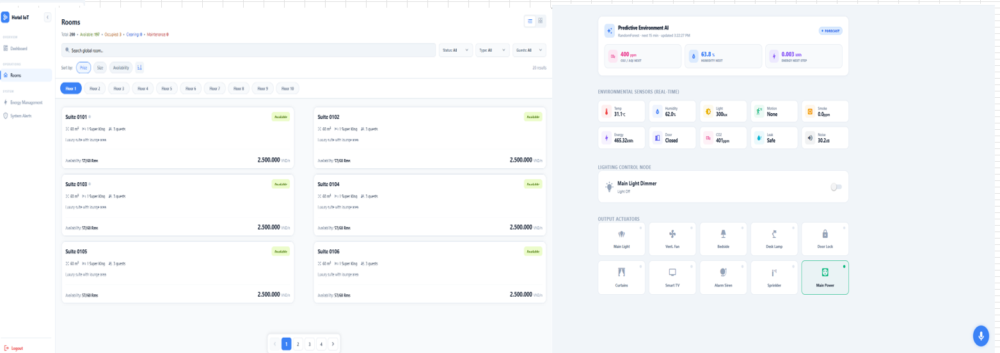 Hotel IoT
OVERVIEW
Dashboard
OPERATIONS
Rooms
SYSTEM
Energy Management
System Alerts
Logout
Rooms
Total 200 • Available: 197 • Occupied: 3 • Cleaning: 0 • Maintenance: 0
Search global room...
Status: All
Type: All
Guests: All
Sort by: Price Size Availability
20 results
Floor 1 Floor 2 Floor 3 Floor 4 Floor 5 Floor 6 Floor 7 Floor 8 Floor 9 Floor 10
Suite 0101 Available
60 m² 1 Super King 3 guests
Luxury suite with lounge area
Availability: 57/60 Rms 2.500.000 VND/n
Suite 0102 Available
60 m² 1 Super King 3 guests
Luxury suite with lounge area
Availability: 57/60 Rms 2.500.000 VND/n
Suite 0103 Available
60 m² 1 Super King 3 guests
Luxury suite with lounge area
Availability: 57/60 Rms 2.500.000 VND/n
Suite 0104 Available
60 m² 1 Super King 3 guests
Luxury suite with lounge area
Availability: 57/60 Rms 2.500.000 VND/n
Suite 0105 Available
60 m² 1 Super King 3 guests
Luxury suite with lounge area
Availability: 57/60 Rms 2.500.000 VND/n
Suite 0106 Available
60 m² 1 Super King 3 guests
Luxury suite with lounge area
Availability: 57/60 Rms 2.500.000 VND/n
1 2 3 4
Predictive Environment AI
RandomForest · next 15 min · updated 3:22:27 PM
FORECAST
CO2
400 ppm
CO2 / AQI NEXT
63.8 %
HUMIDITY NEXT
0.003 kWh
ENERGY NEXT STEP
ENVIRONMENTAL SENSORS (REAL-TIME)
Temp
31.1°C
Humidity
62.0%
Light
300lux
Motion
None
Smoke
0.0ppm
Energy
465.32kWh
Door
Closed
CO2
CO2
401ppm
Leak
Safe
Noise
30.2dB
LIGHTING CONTROL NODE
Main Light Dimmer
Light Off
OUTPUT ACTUATORS
Main Light
Vent. Fan
Bedside
Desk Lamp
Door Lock
Curtains
Smart TV
Alarm Siren
Sprinkler
Main Power